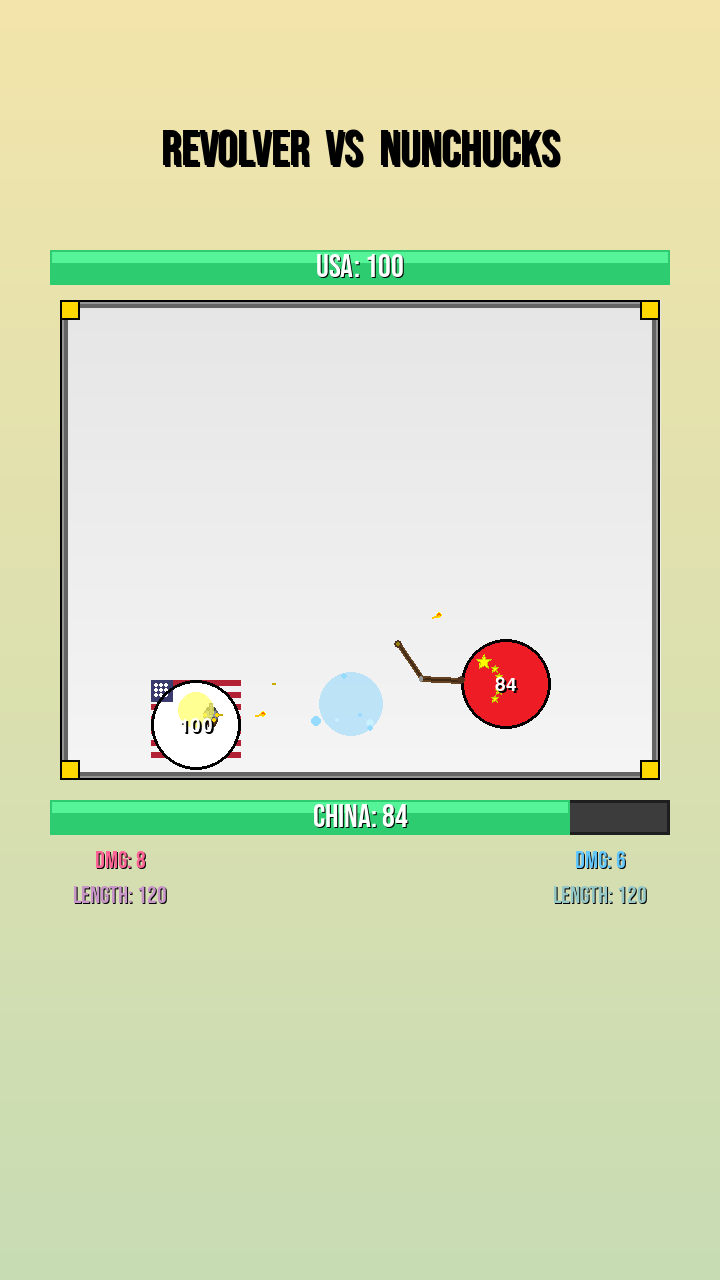 REVOLVER VS NUNCHUCKS
USA: 100
100
84
CHINA: 84
DMG: 8
DMG: 6
LENGTH: 120
LENGTH: 120